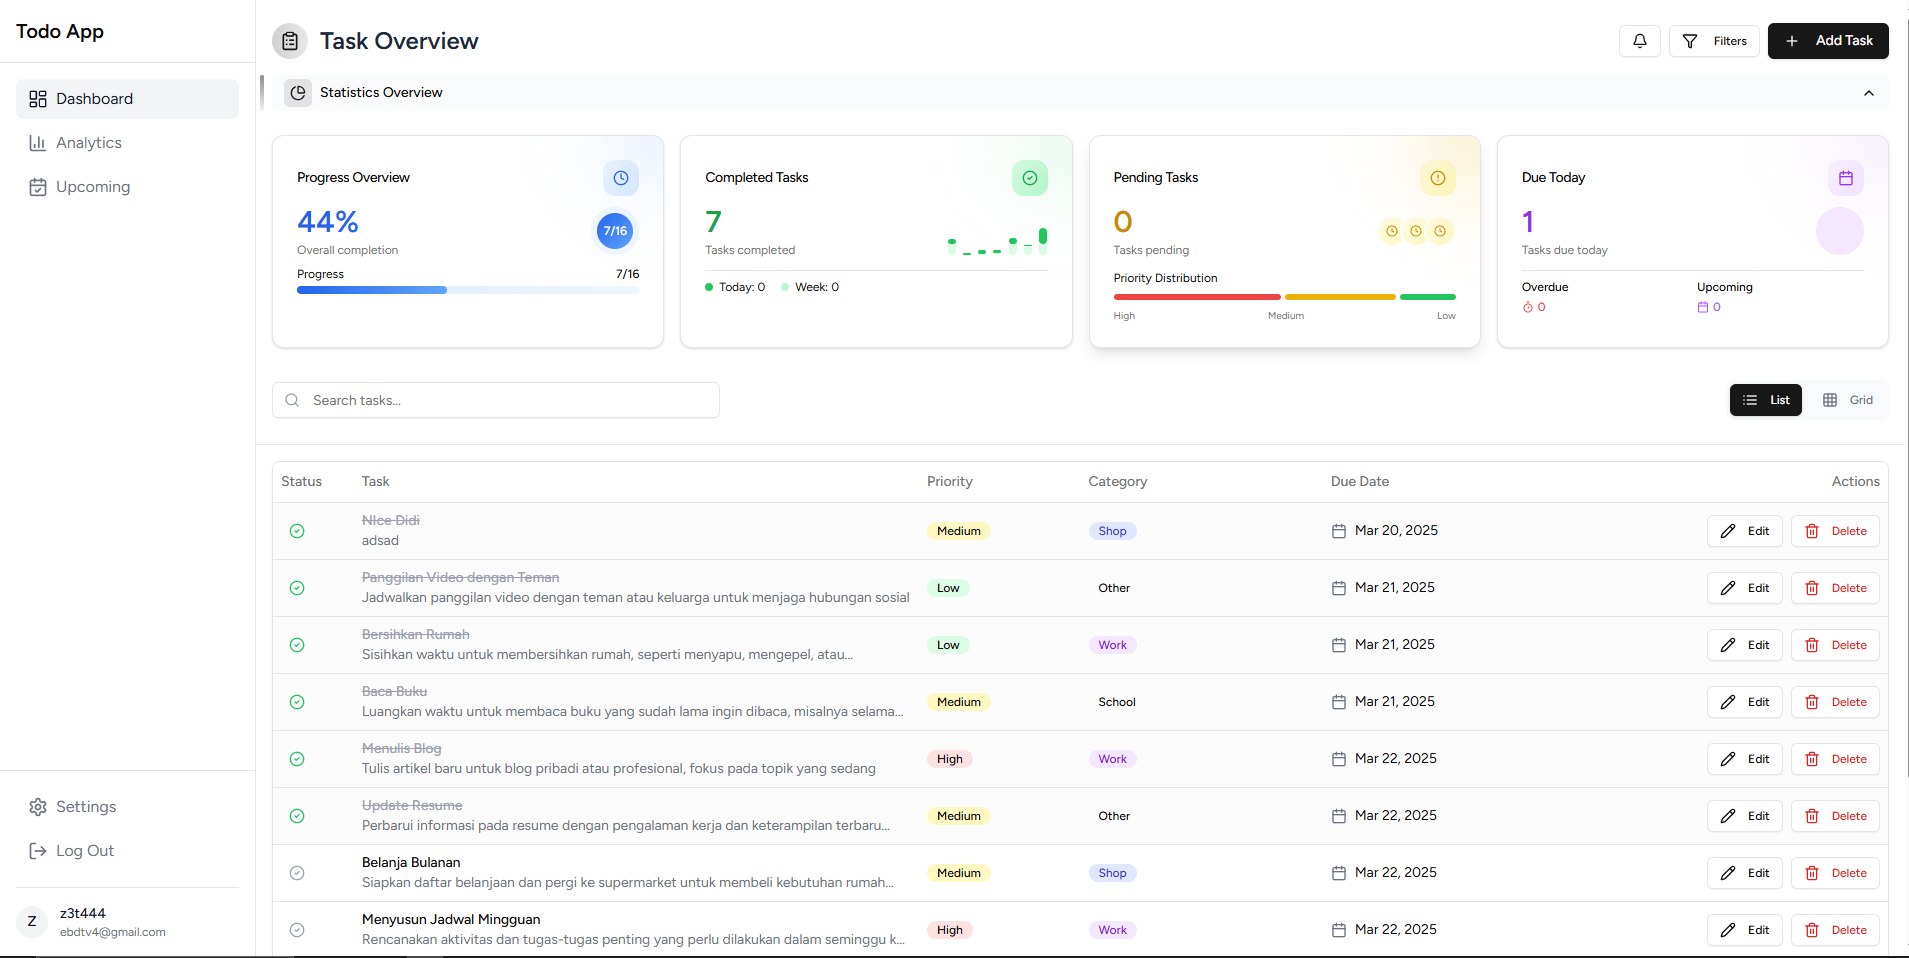 Todo App
Dashboard
Analytics
Upcoming
Settings
Log Out
Z
z3t444
ebdtv4@gmail.com
Task Overview
Filters
Add Task
Statistics Overview
Progress Overview
44%
Overall completion
7/16
Progress
7/16
Completed Tasks
7
Tasks completed
Today: 0
Week: 0
Pending Tasks
0
Tasks pending
Priority Distribution
High
Medium
Low
Due Today
1
Tasks due today
Overdue
Upcoming
0
0
Search tasks...
List
Grid
Status Task Priority Category Due Date Actions
NIce Didi
adsad
Medium Shop Mar 20, 2025 Edit Delete
Panggilan Video dengan Teman
Jadwalkan panggilan video dengan teman atau keluarga untuk menjaga hubungan sosial
Low Other Mar 21, 2025 Edit Delete
Bersihkan Rumah
Sisihkan waktu untuk membersihkan rumah, seperti menyapu, mengepel, atau...
Low Work Mar 21, 2025 Edit Delete
Baca Buku
Luangkan waktu untuk membaca buku yang sudah lama ingin dibaca, misalnya selama...
Medium School Mar 21, 2025 Edit Delete
Menulis Blog
Tulis artikel baru untuk blog pribadi atau profesional, fokus pada topik yang sedang
High Work Mar 22, 2025 Edit Delete
Update Resume
Perbarui informasi pada resume dengan pengalaman kerja dan keterampilan terbaru...
Medium Other Mar 22, 2025 Edit Delete
Belanja Bulanan
Siapkan daftar belanjaan dan pergi ke supermarket untuk membeli kebutuhan rumah...
Medium Shop Mar 22, 2025 Edit Delete
Menyusun Jadwal Mingguan
Rencanakan aktivitas dan tugas-tugas penting yang perlu dilakukan dalam seminggu k...
High Work Mar 22, 2025 Edit Delete